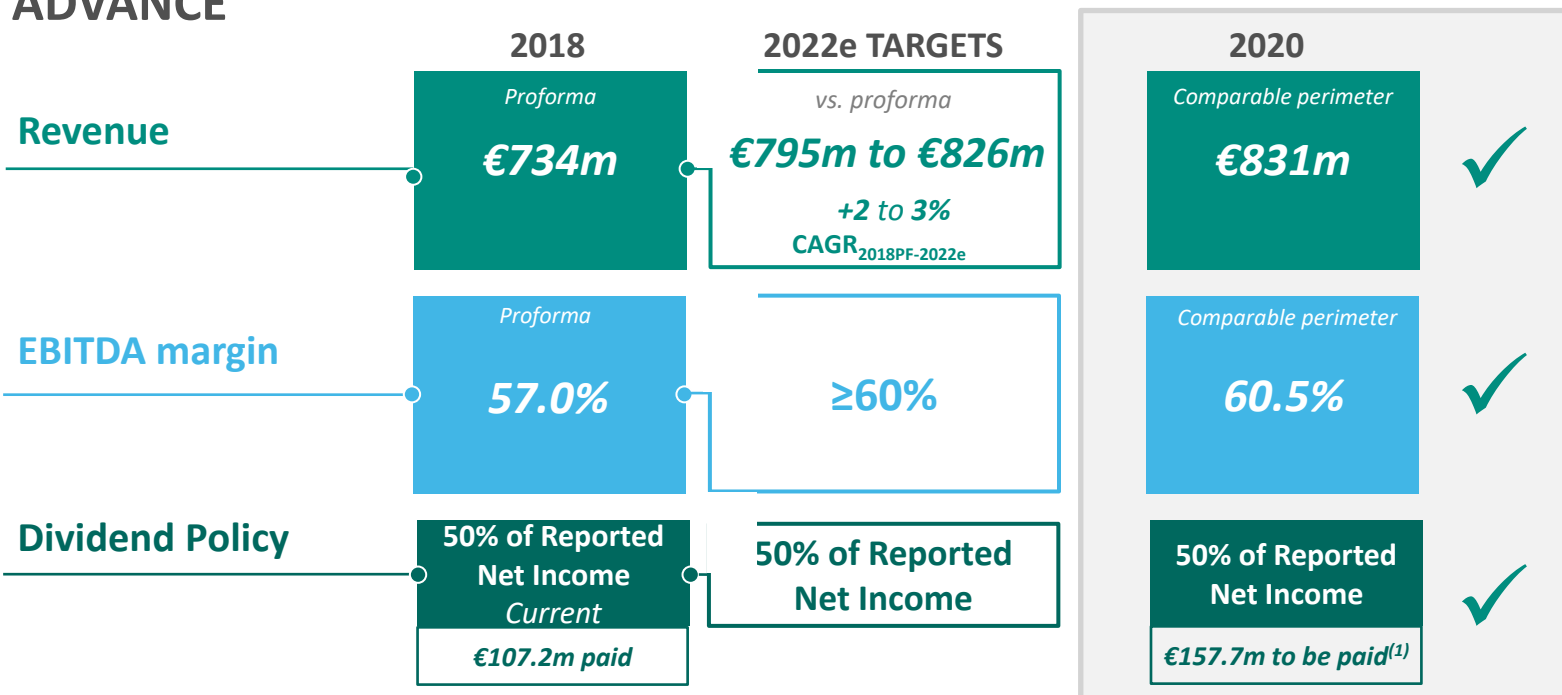 ADVANCE
2018
2022e TARGETS
2020
Revenue
Proforma
€734m
vs. proforma
€795m to €826m
+2 to 3%
CAGR2018PF-2022e
Comparable perimeter
€831m
EBITDA margin
Proforma
57.0%
≥60%
Comparable perimeter
60.5%
Dividend Policy
50% of Reported
Net Income
Current
€107.2m paid
50% of Reported
Net Income
50% of Reported
Net Income
€157.7m to be paid(1)